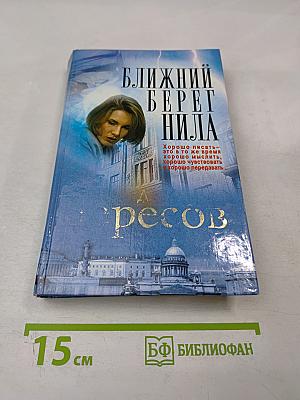 БЛИЖНИЙ
БЕРЕГ
НИЛА
Хорошо писать—
это в то же время
хорошо мыслить,
хорошо чувствовать
и хорошо передавать
15 см
БФ БИБЛИОФАН